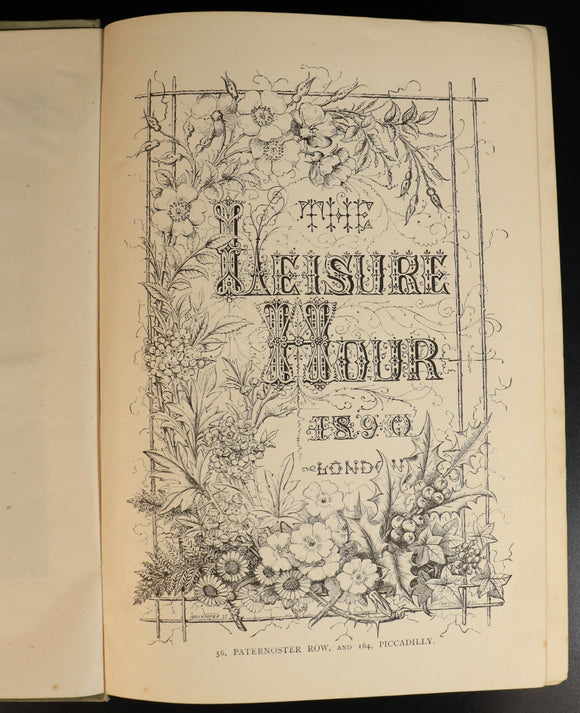 THE
LEISURE
HOUR
1890
LONDON
56, PATERNOSTER ROW, AND 164, PICCADILLY.